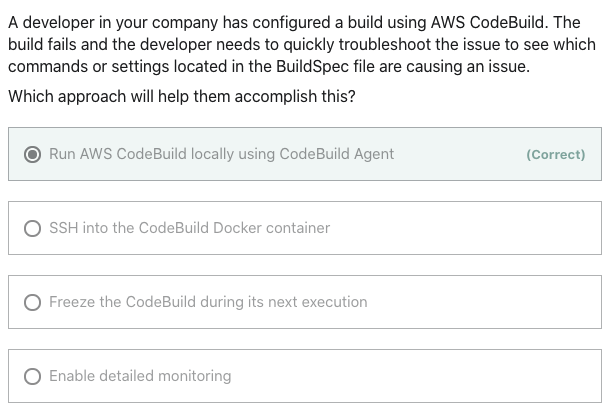 A developer in your company has configured a build using AWS CodeBuild. The
build fails and the developer needs to quickly troubleshoot the issue to see which
commands or settings located in the BuildSpec file are causing an issue.
Which approach will help them accomplish this?
Run AWS CodeBuild locally using CodeBuild Agent (Correct)
SSH into the CodeBuild Docker container
Freeze the CodeBuild during its next execution
Enable detailed monitoring